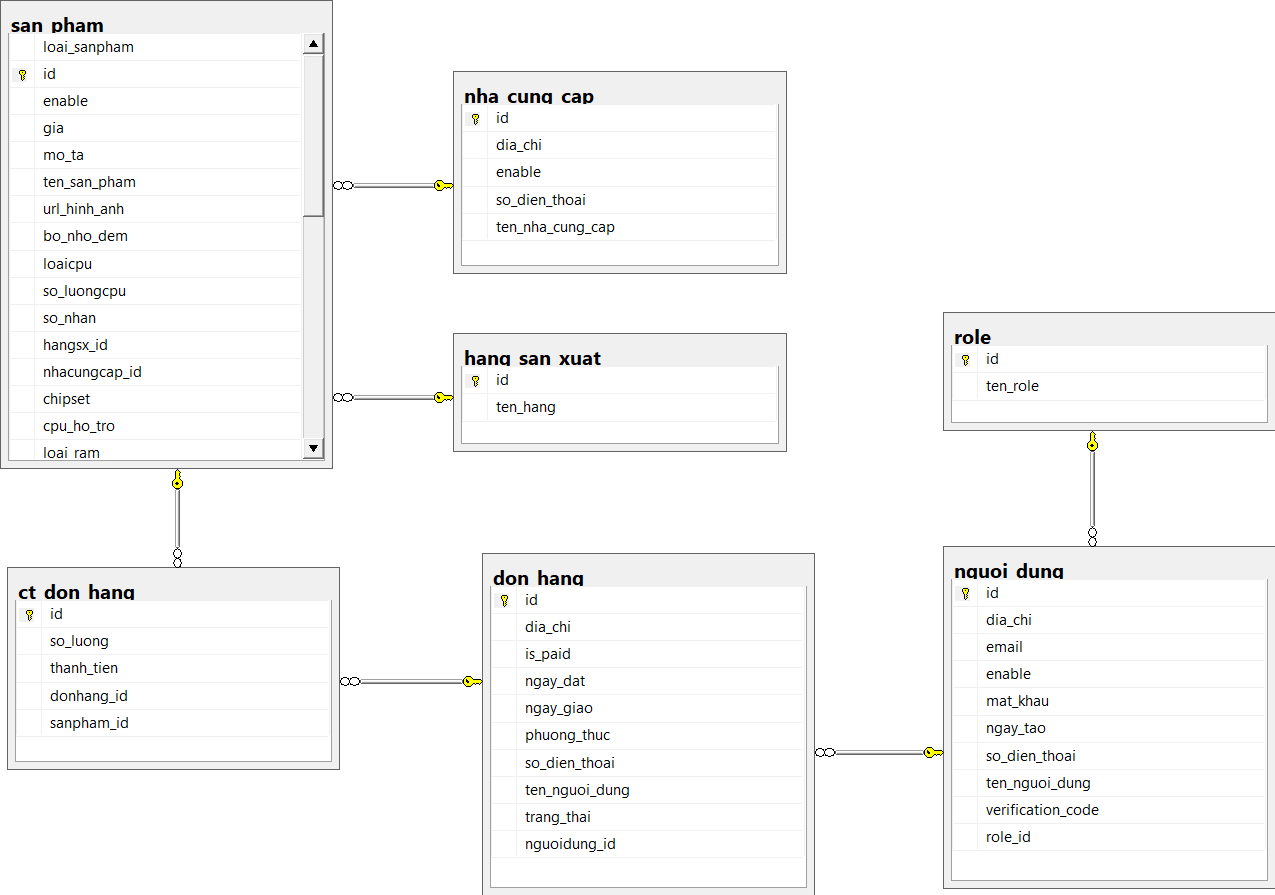 san_pham
loai_sanpham
id
enable
gia
mo_ta
ten_san_pham
url_hinh_anh
bo_nho_dem
loaicpu
so_luongcpu
so_nhan
hangsx_id
nhacungcap_id
chipset
cpu_ho_tro
loai_ram
nha_cung_cap
id
dia_chi
enable
so_dien_thoai
ten_nha_cung_cap
hang_san_xuat
id
ten_hang
role
id
ten_role
ct_don_hang
id
so_luong
thanh_tien
donhang_id
sanpham_id
don_hang
id
dia_chi
is_paid
ngay_dat
ngay_giao
phuong_thuc
so_dien_thoai
ten_nguoi_dung
trang_thai
nguoidung_id
nguoi_dung
id
dia_chi
email
enable
mat_khau
ngay_tao
so_dien_thoai
ten_nguoi_dung
verification_code
role_id